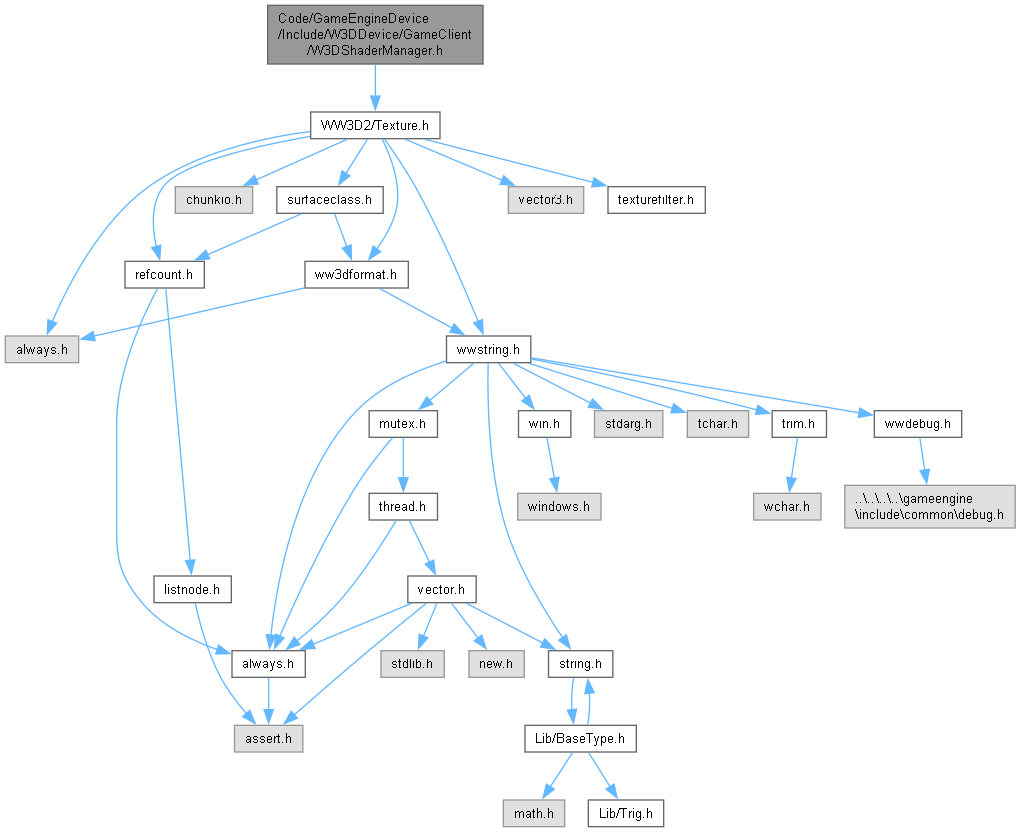 Code/GameEngineDevice
/Include/W3DDevice/GameClient
/W3DShaderManager.h
WW3D2/Texture.h
chunkio.h
surfaceclass.h
vector3.h
texturefilter.h
refcount.h
ww3dformat.h
always.h
wwstring.h
mutex.h
win.h
stdarg.h
tchar.h
trim.h
wwdebug.h
thread.h
windows.h
wchar.h
..\..\..\..\gameengine
\include\common\debug.h
listnode.h
vector.h
always.h
stdlib.h
new.h
string.h
assert.h
Lib/BaseType.h
math.h
Lib/Trig.h